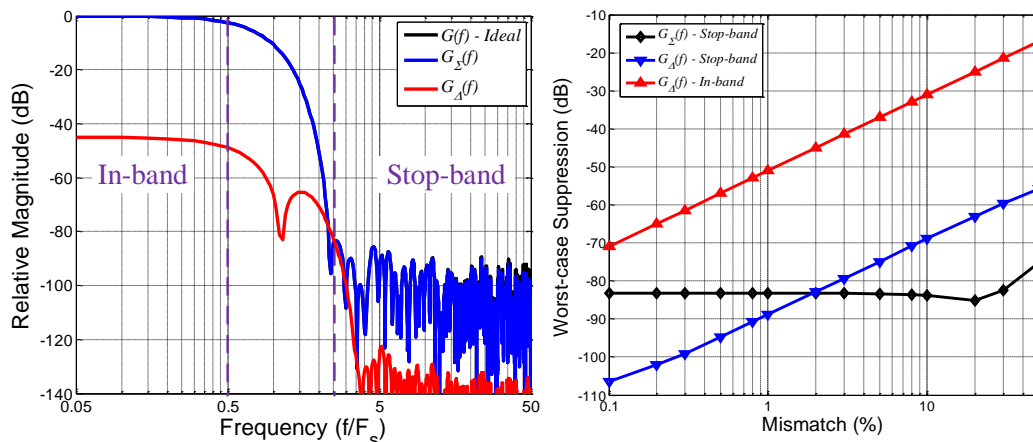 0
-20
-40
-60
-80
-100
-120
-140
0.05
0.5
5
50
Relative Magnitude (dB)
Frequency (f/Fs)
In-band
Stop-band
G(f) - Ideal
GΣ(f)
GΔ(f)
-10
-20
-30
-40
-50
-60
-70
-80
-90
-100
-110
0.1
1
10
Worst-case Suppression (dB)
Mismatch (%)
GΣ(f) - Stop-band
GΔ(f) - Stop-band
GΔ(f) - In-band